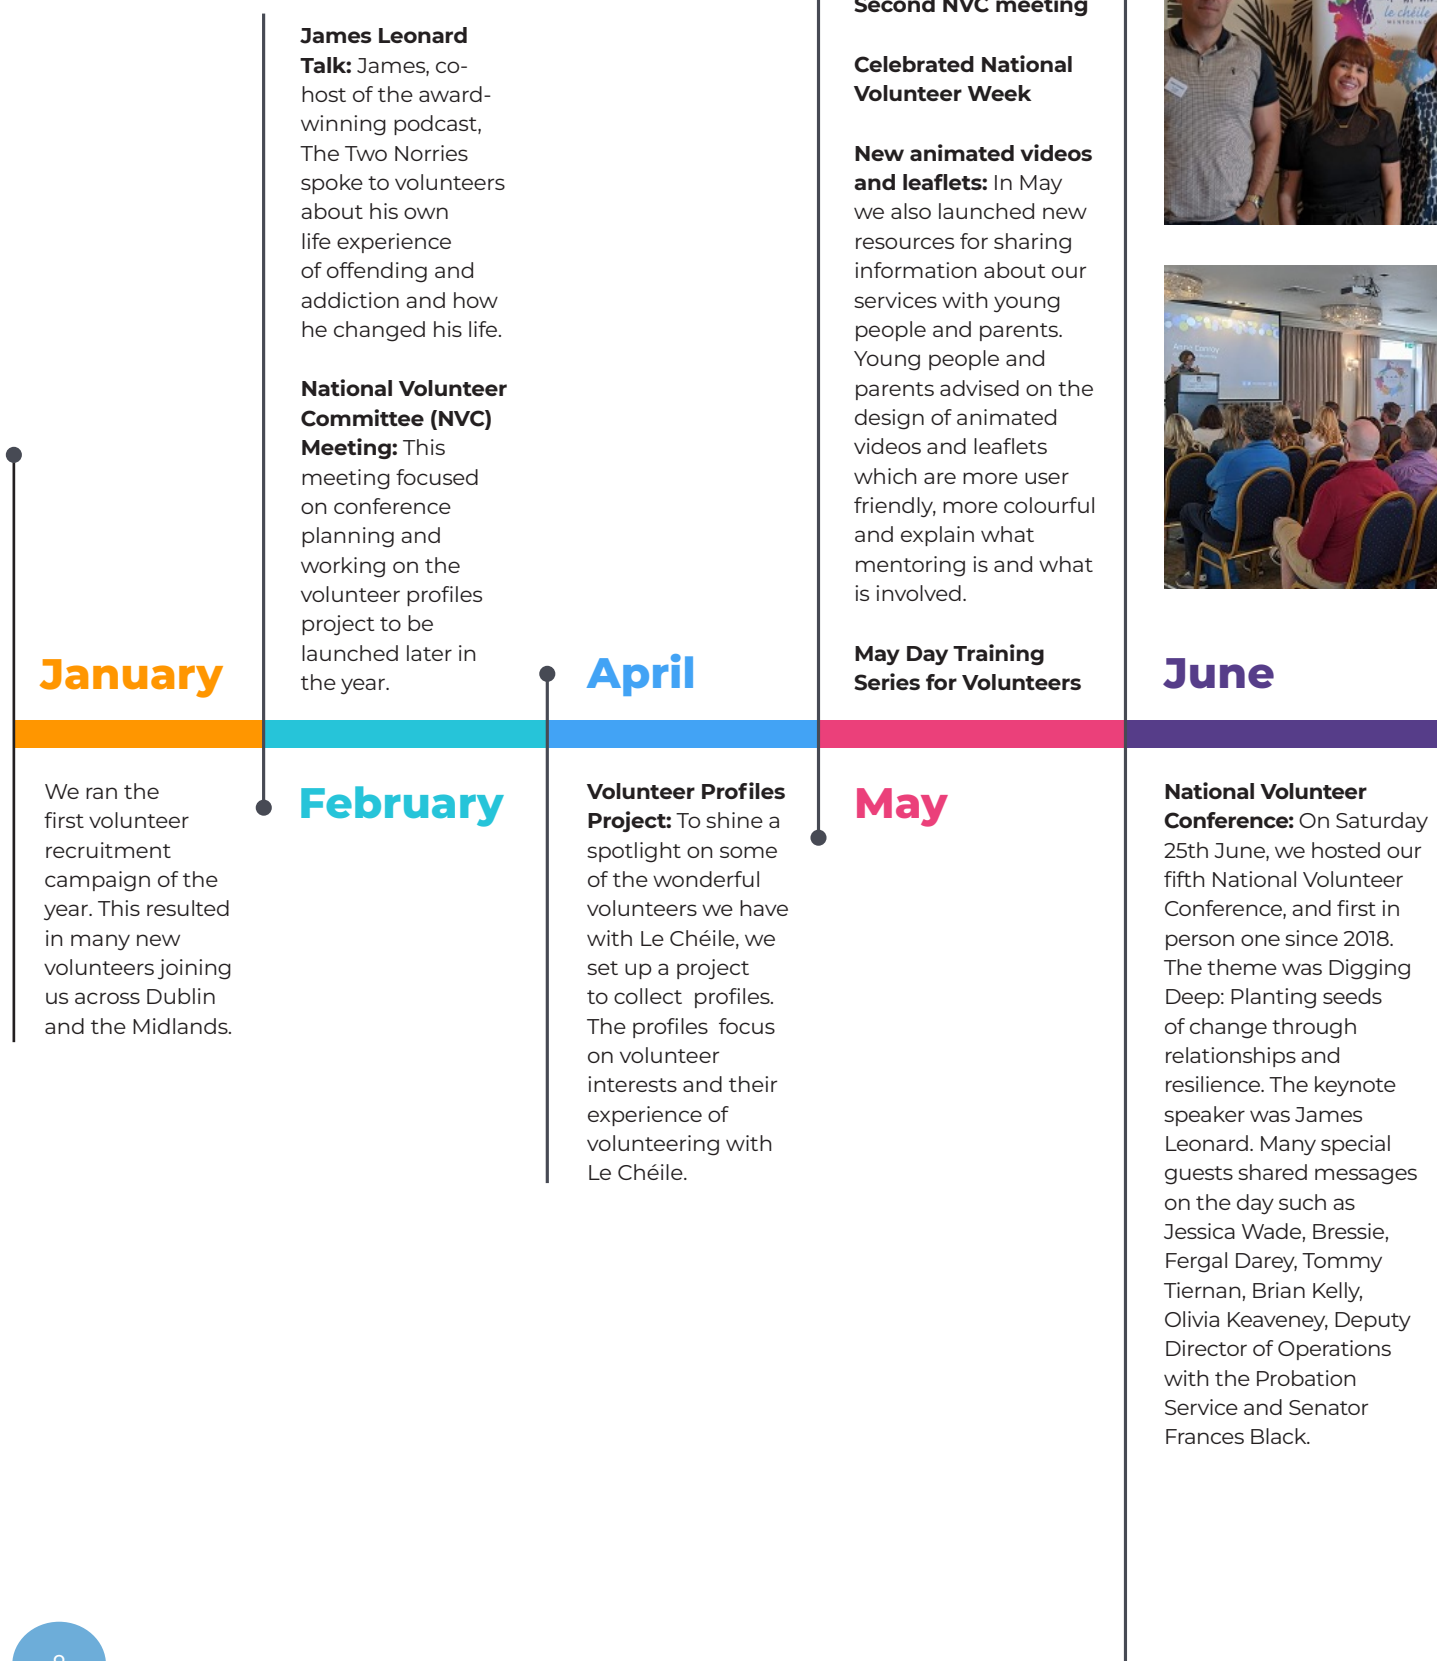 January
We ran the
first volunteer
recruitment
campaign of the
year. This resulted
in many new
volunteers joining
us across Dublin
and the Midlands.
James Leonard
Talk: James, co-
host of the award-
winning podcast,
The Two Norries
spoke to volunteers
about his own
life experience
of offending and
addiction and how
he changed his life.
National Volunteer
Committee (NVC)
Meeting: This
meeting focused
on conference
planning and
working on the
volunteer profiles
project to be
launched later in
the year.
February
April
Volunteer Profiles
Project: To shine a
spotlight on some
of the wonderful
volunteers we have
with Le Chéile, we
set up a project
to collect  profiles.
The profiles  focus
on volunteer
interests and their
experience of
volunteering with
Le Chéile.
Second NVC meeting
Celebrated National
Volunteer Week
New animated videos
and leaflets: In May
we also launched new
resources for sharing
information about our
services with young
people and parents.
Young people and
parents advised on the
design of animated
videos and leaflets
which are more user
friendly, more colourful
and explain what
mentoring is and what
is involved.
May Day Training
Series for Volunteers
May
le chéile
MENTORING
June
National Volunteer
Conference: On Saturday
25th June, we hosted our
fifth National Volunteer
Conference, and first in
person one since 2018.
The theme was Digging
Deep: Planting seeds
of change through
relationships and
resilience. The keynote
speaker was James
Leonard. Many special
guests shared messages
on the day such as
Jessica Wade, Bressie,
Fergal Darey, Tommy
Tiernan, Brian Kelly,
Olivia Keaveney, Deputy
Director of Operations
with the Probation
Service and Senator
Frances Black.